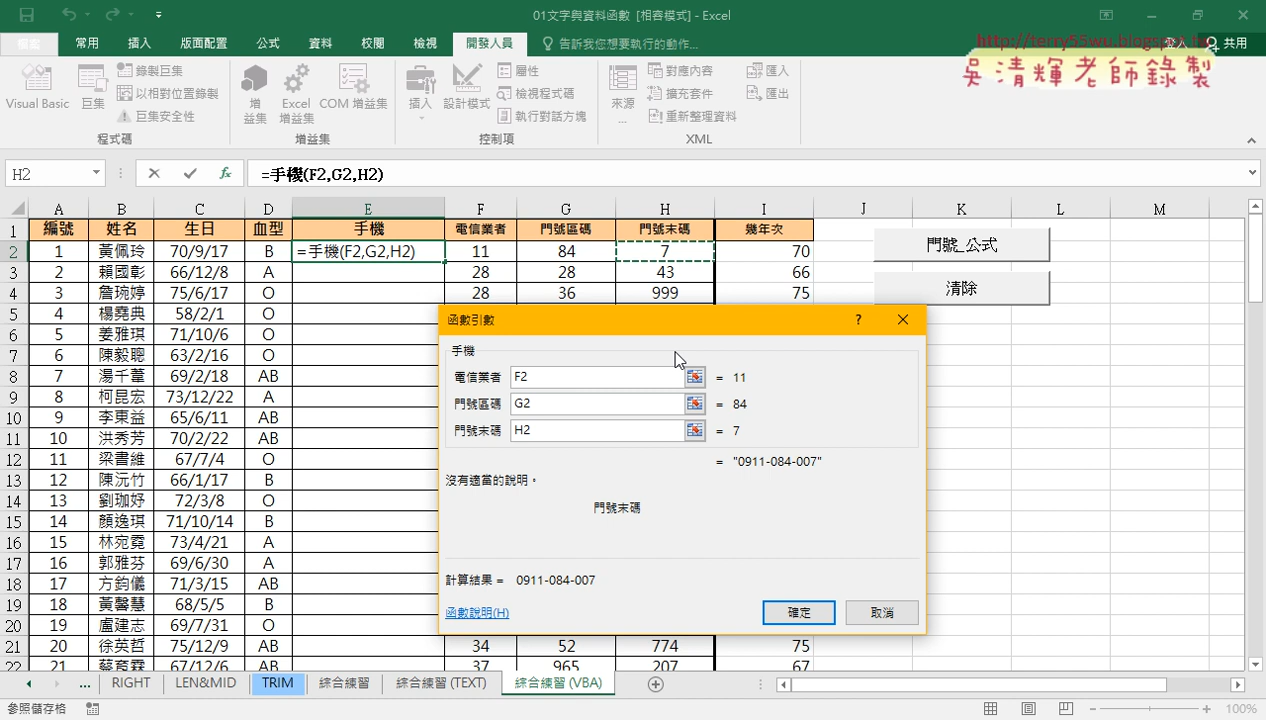 01文字與資料函數 [相容模式] - Excel
檔案 常用 插入 版面配置 公式 資料 校閱 檢視 開發人員 告訴我您想要執行的動作... 登入 共用
http://terry55wu.blogspot.tw
吳清輝老師錄製
Visual Basic 巨集 錄製巨集 以相對位置錄製 巨集安全性 程式碼
增益集 Excel 增益集 COM 增益集 增益集
插入 設計模式 屬性 檢視程式碼 執行對話方塊 控制項
來源... 對應內容 擴充套件 重新整理資料 匯入 匯出 XML
H2 =手機(F2,G2,H2)
A B C D E F G H I J K L M
1 編號 姓名 生日 血型 手機 電信業者 門號區碼 門號末碼 幾年次
2 1 黃佩玲 70/9/17 B =手機(F2,G2,H2) 11 84 7 70
3 2 賴國彰 66/12/8 A 28 28 43 66
4 3 詹琬婷 75/6/17 O 28 36 999 75
5 4 楊堯典 58/2/1 O
6 5 姜雅琪 71/10/6 O
7 6 陳毅聰 63/2/16 O
8 7 湯千葦 69/2/18 AB
9 8 柯昆宏 73/12/22 A
10 9 李東益 65/6/11 AB
11 10 洪秀芳 70/2/22 AB
12 11 梁書維 67/7/4 O
13 12 陳沅竹 66/1/17 B
14 13 劉珈妤 72/3/8 O
15 14 顏逸琪 71/10/14 B
16 15 林宛霓 73/4/21 A
17 16 郭雅芬 69/6/30 A
18 17 方鈞儀 71/3/15 AB
19 18 黃馨慧 68/5/5 B
20 19 盧建志 69/7/31 O
21 20 徐英哲 75/12/9 AB 34 52 774 75
22 21 蔡育霖 67/12/6 AB 37 965 207 67
門號_公式
清除
函數引數 ?
手機
電信業者 F2 = 11
門號區碼 G2 = 84
門號末碼 H2 = 7
= "0911-084-007"
沒有適當的說明。
門號末碼
計算結果 = 0911-084-007
函數說明(H) 確定 取消
... RIGHT LEN&MID TRIM 綜合練習 綜合練習 (TEXT) 綜合練習 (VBA)
參照儲存格 100%